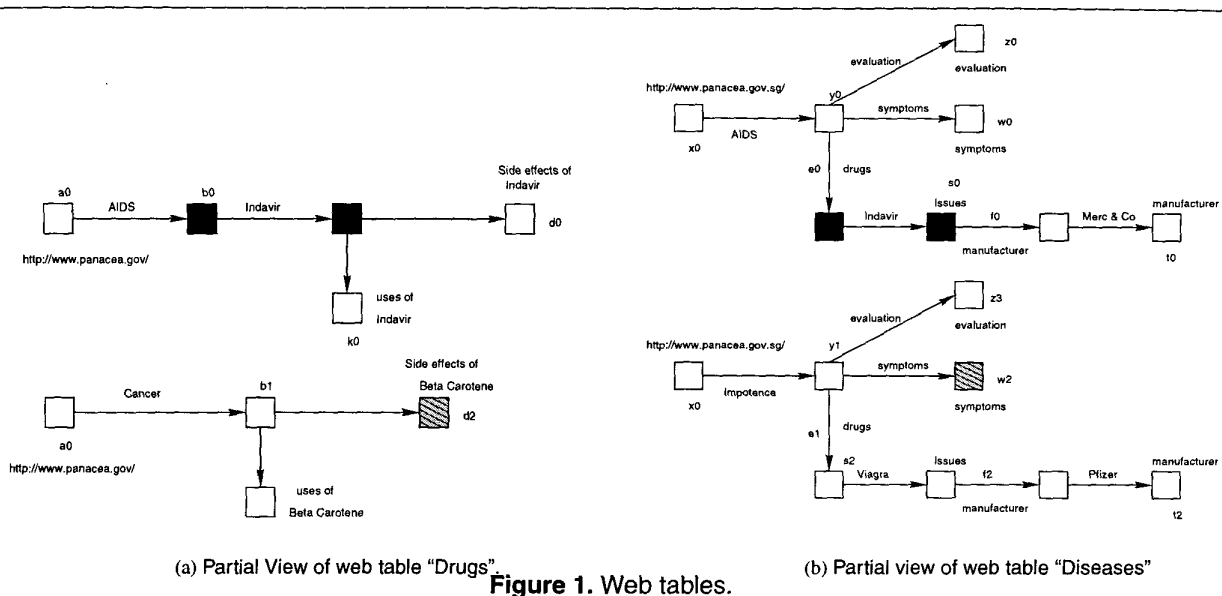 a0
AIDS
b0
Indavir
Side effects of
Indavir
d0
http://www.panacea.gov/
uses of
Indavir
k0
Cancer
b1
Side effects of
Beta Carotene
d2
a0
http://www.panacea.gov/
uses of
Beta Carotene
(a) Partial View of web table “Drugs”.
evaluation
z0
evaluation
http://www.panacea.gov.sg/
y0
symptoms
w0
symptoms
x0
AIDS
e0
drugs
s0
Indavir
Issues
f0
manufacturer
Merc & Co
manufacturer
t0
evaluation
z3
evaluation
http://www.panacea.gov.sg/
y1
symptoms
w2
symptoms
x0
Impotence
e1
drugs
s2
Viagra
Issues
f2
manufacturer
Pfizer
manufacturer
t2
(b) Partial view of web table “Diseases”
Figure 1. Web tables.